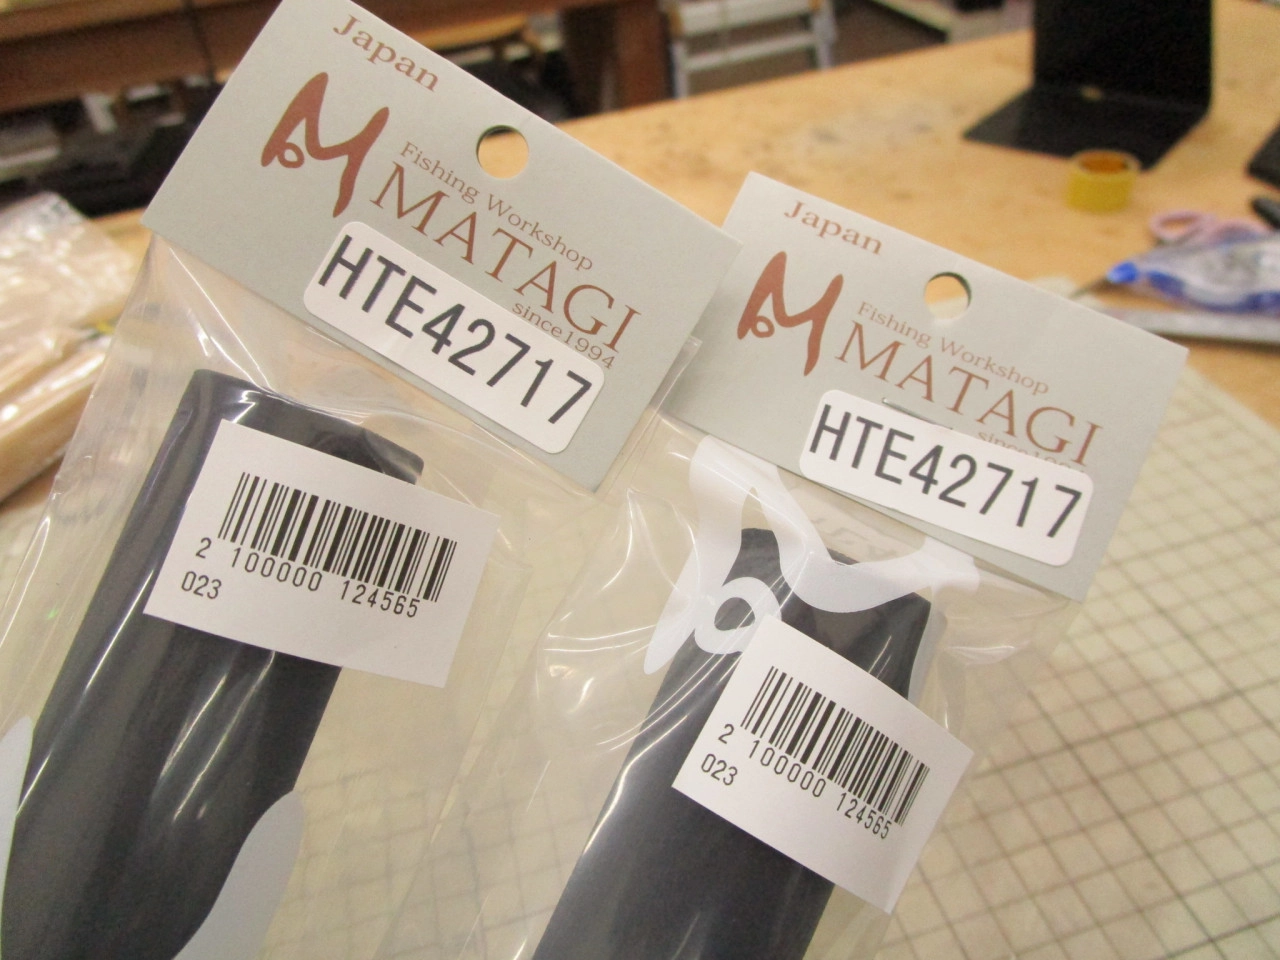 Japan
Fishing Workshop
MATAGI
since1994
HTE42717
2 100000 124565
023
Japan
Fishing Workshop
MATAGI
HTE42717
2 100000 124565
023